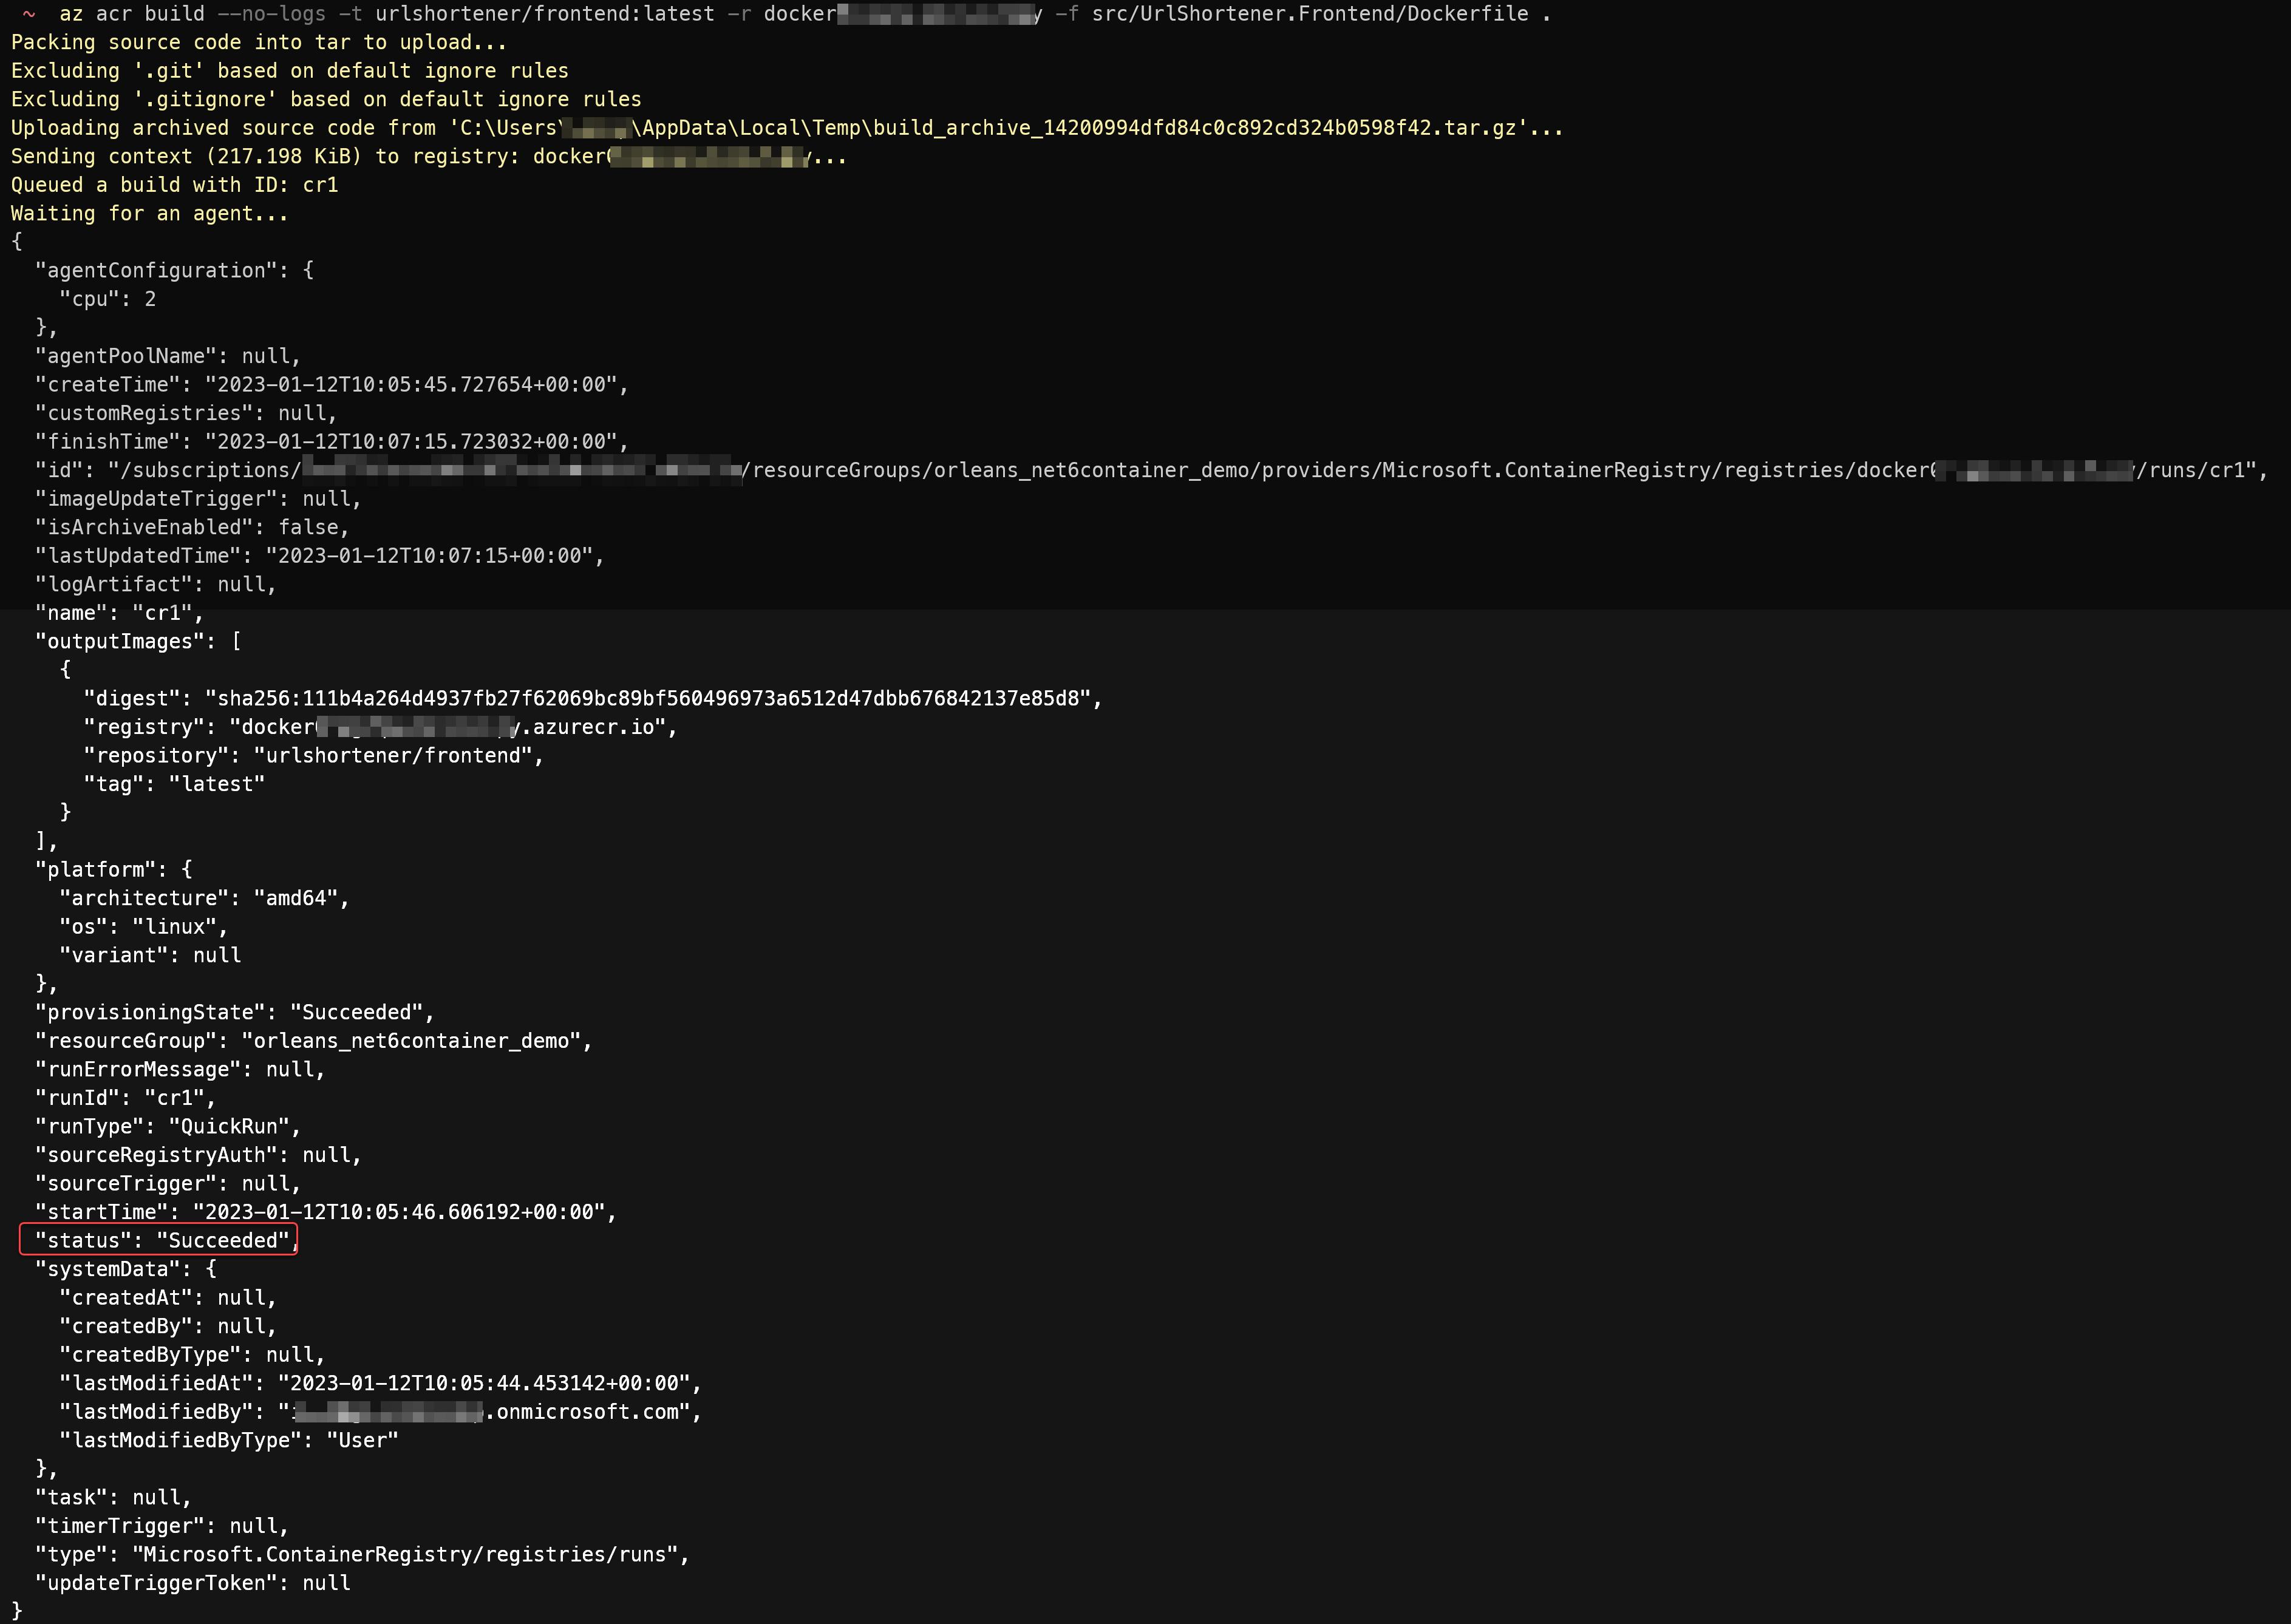 ~  az acr build --no-logs -t urlshortener/frontend:latest -r docker y -f src/UrlShortener.Frontend/Dockerfile .
Packing source code into tar to upload...
Excluding '.git' based on default ignore rules
Excluding '.gitignore' based on default ignore rules
Uploading archived source code from 'C:\Users\ \AppData\Local\Temp\build_archive_14200994dfd84c0c892cd324b0598f42.tar.gz'...
Sending context (217.198 KiB) to registry: docker0 y...
Queued a build with ID: cr1
Waiting for an agent...
{
  "agentConfiguration": {
    "cpu": 2
  },
  "agentPoolName": null,
  "createTime": "2023-01-12T10:05:45.727654+00:00",
  "customRegistries": null,
  "finishTime": "2023-01-12T10:07:15.723032+00:00",
  "id": "/subscriptions/ /resourceGroups/orleans_net6container_demo/providers/Microsoft.ContainerRegistry/registries/docker0 /runs/cr1",
  "imageUpdateTrigger": null,
  "isArchiveEnabled": false,
  "lastUpdatedTime": "2023-01-12T10:07:15+00:00",
  "logArtifact": null,
  "name": "cr1",
  "outputImages": [
    {
      "digest": "sha256:111b4a264d4937fb27f62069bc89bf560496973a6512d47dbb676842137e85d8",
      "registry": "docker y.azurecr.io",
      "repository": "urlshortener/frontend",
      "tag": "latest"
    }
  ],
  "platform": {
    "architecture": "amd64",
    "os": "linux",
    "variant": null
  },
  "provisioningState": "Succeeded",
  "resourceGroup": "orleans_net6container_demo",
  "runErrorMessage": null,
  "runId": "cr1",
  "runType": "QuickRun",
  "sourceRegistryAuth": null,
  "sourceTrigger": null,
  "startTime": "2023-01-12T10:05:46.606192+00:00",
  "status": "Succeeded",
  "systemData": {
    "createdAt": null,
    "createdBy": null,
    "createdByType": null,
    "lastModifiedAt": "2023-01-12T10:05:44.453142+00:00",
    "lastModifiedBy": " .onmicrosoft.com",
    "lastModifiedByType": "User"
  },
  "task": null,
  "timerTrigger": null,
  "type": "Microsoft.ContainerRegistry/registries/runs",
  "updateTriggerToken": null
}